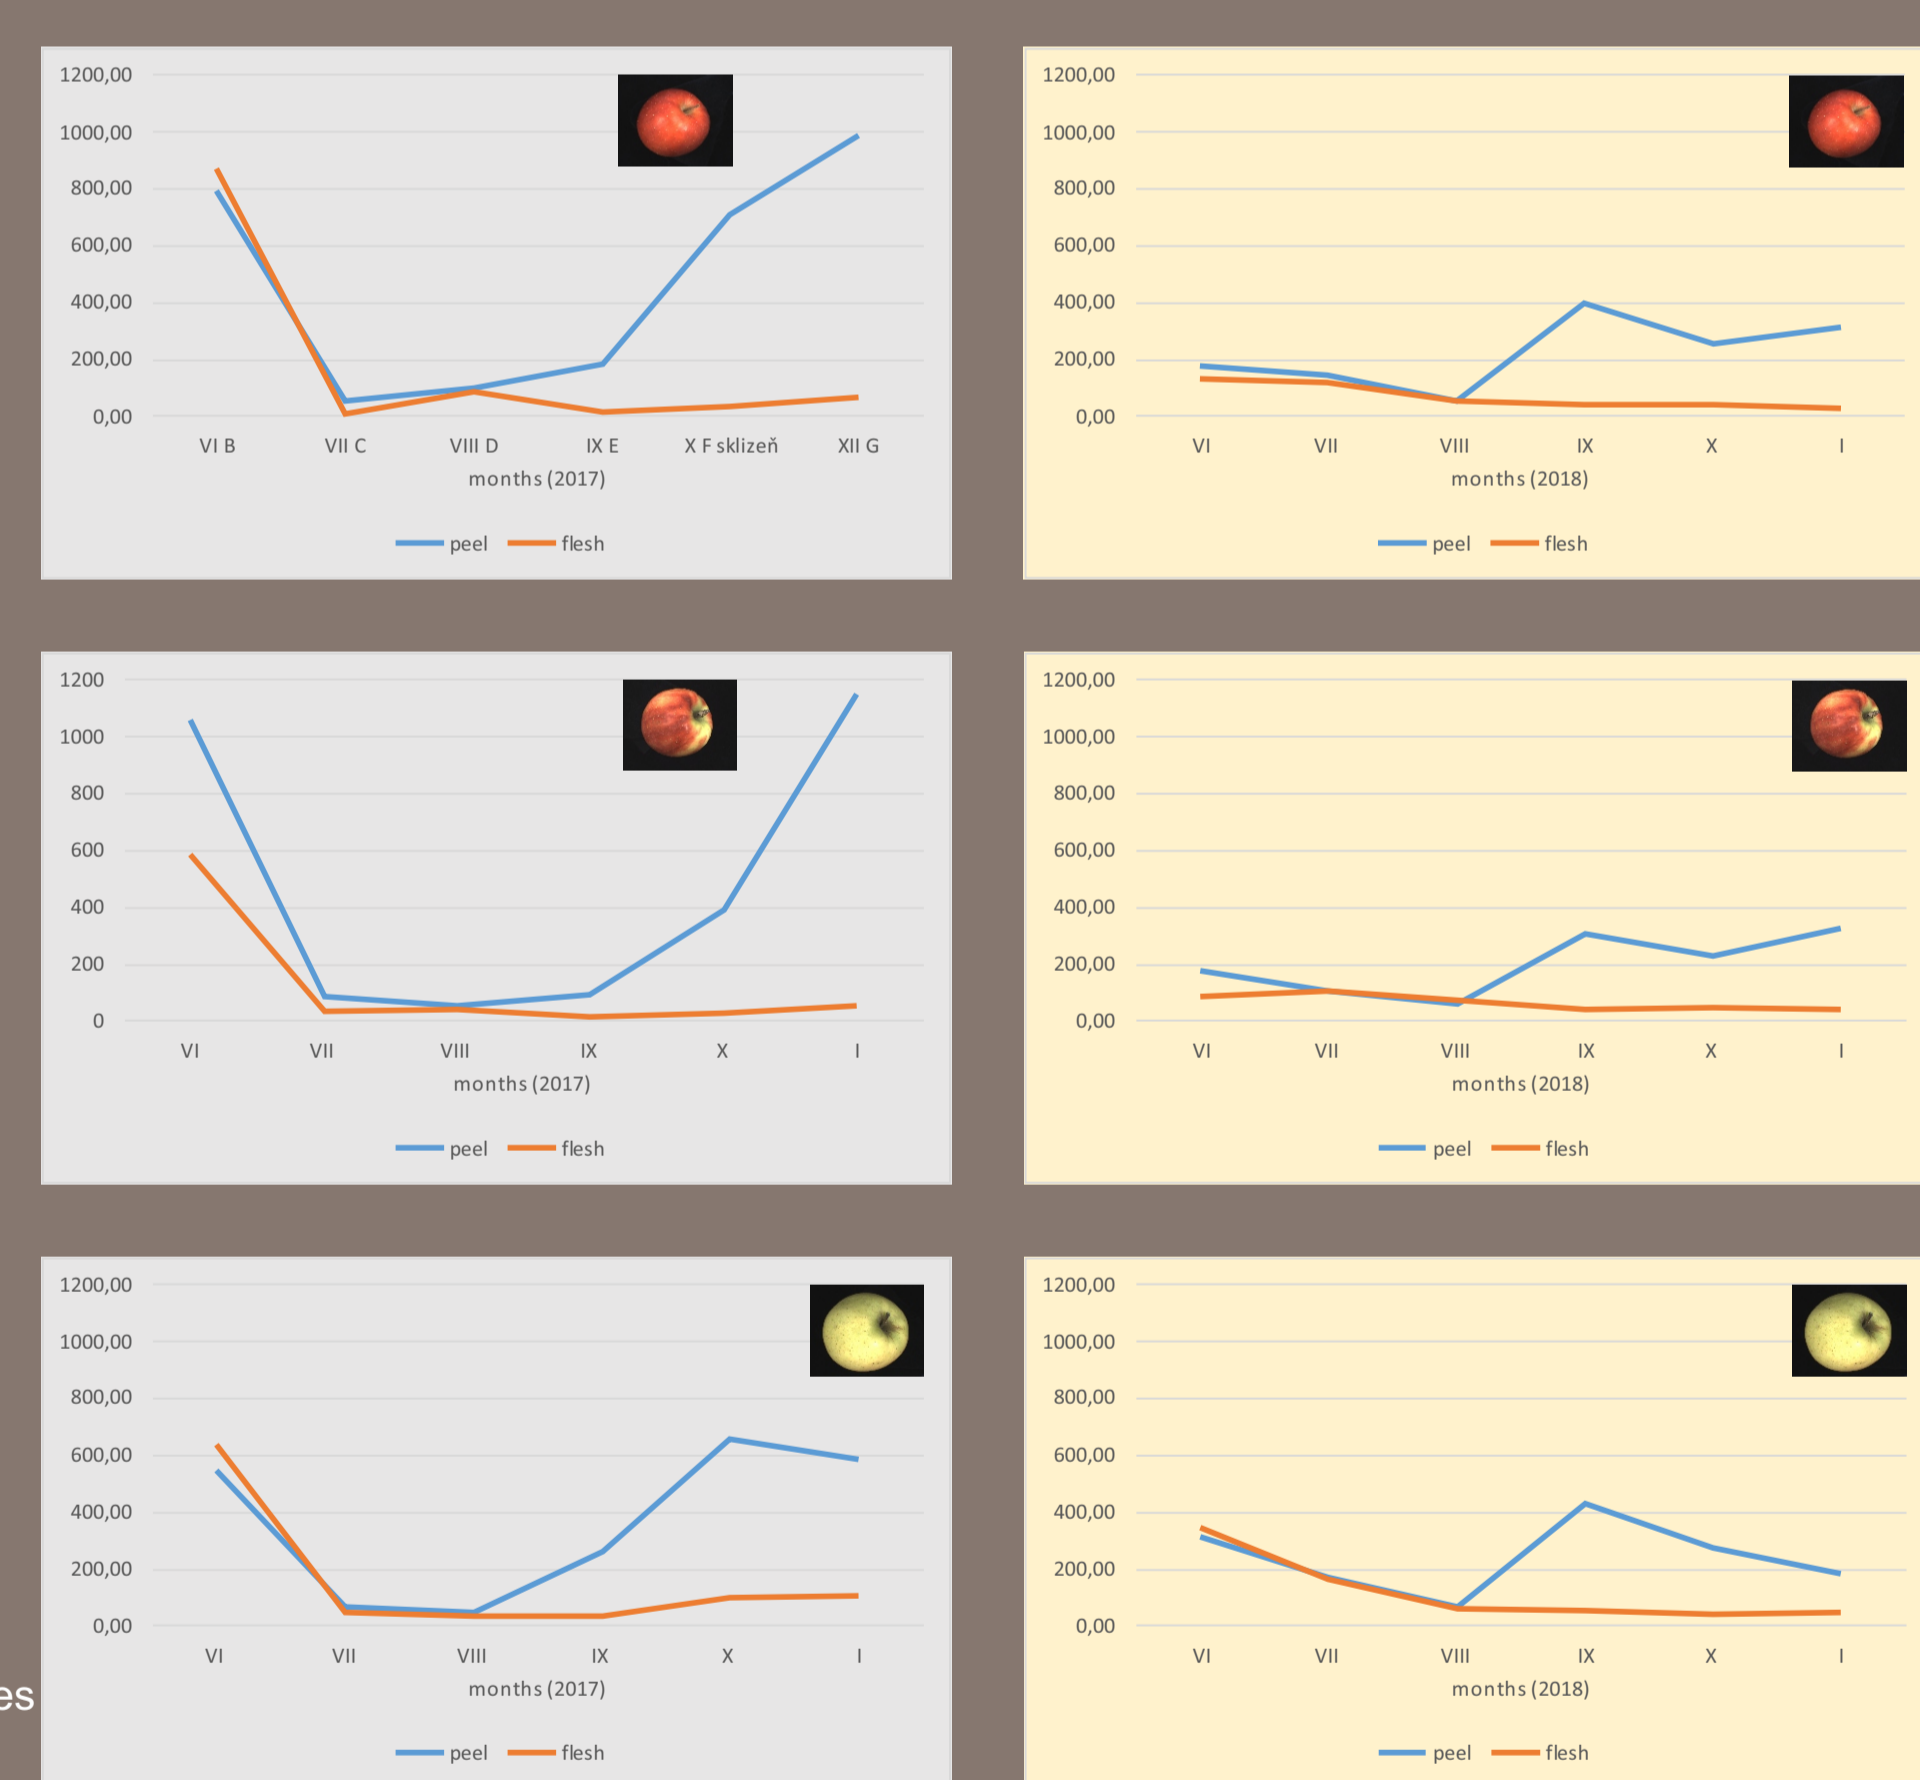 1200,00
1000,00
800,00
600,00
400,00
200,00
0,00
VI B VII C VIII D IX E X F sklizeň XII G
months (2017)
peel flesh
1200,00
1000,00
800,00
600,00
400,00
200,00
0,00
VI VII VIII IX X I
months (2018)
peel flesh
1200
1000
800
600
400
200
0
VI VII VIII IX X I
months (2017)
peel flesh
1200,00
1000,00
800,00
600,00
400,00
200,00
0,00
VI VII VIII IX X I
months (2018)
peel flesh
1200,00
1000,00
800,00
600,00
400,00
200,00
0,00
VI VII VIII IX X I
months (2017)
peel flesh
1200,00
1000,00
800,00
600,00
400,00
200,00
0,00
VI VII VIII IX X I
months (2018)
peel flesh
es